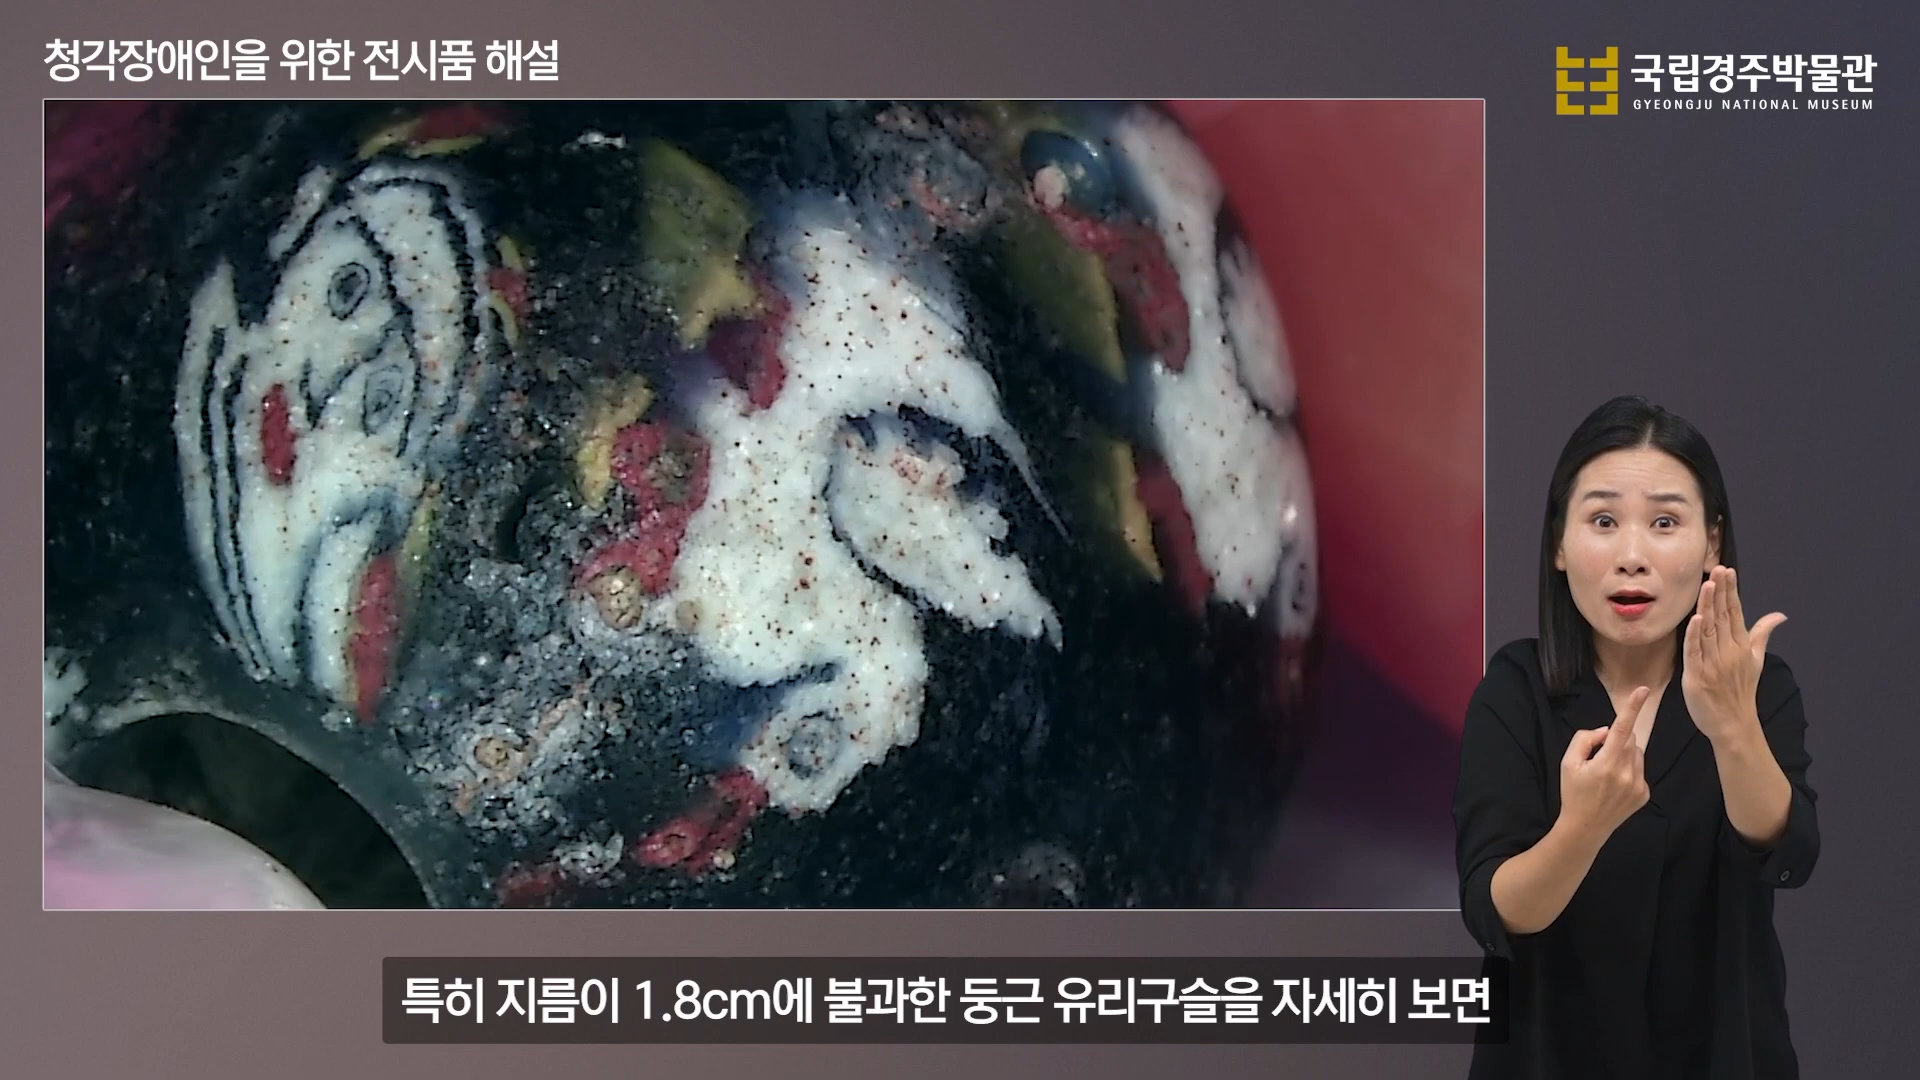 청각장애인을 위한 전시품 해설
국립경주박물관
GYEONGJU NATIONAL MUSEUM
특히 지름이 1.8cm에 불과한 둥근 유리구슬을 자세히 보면